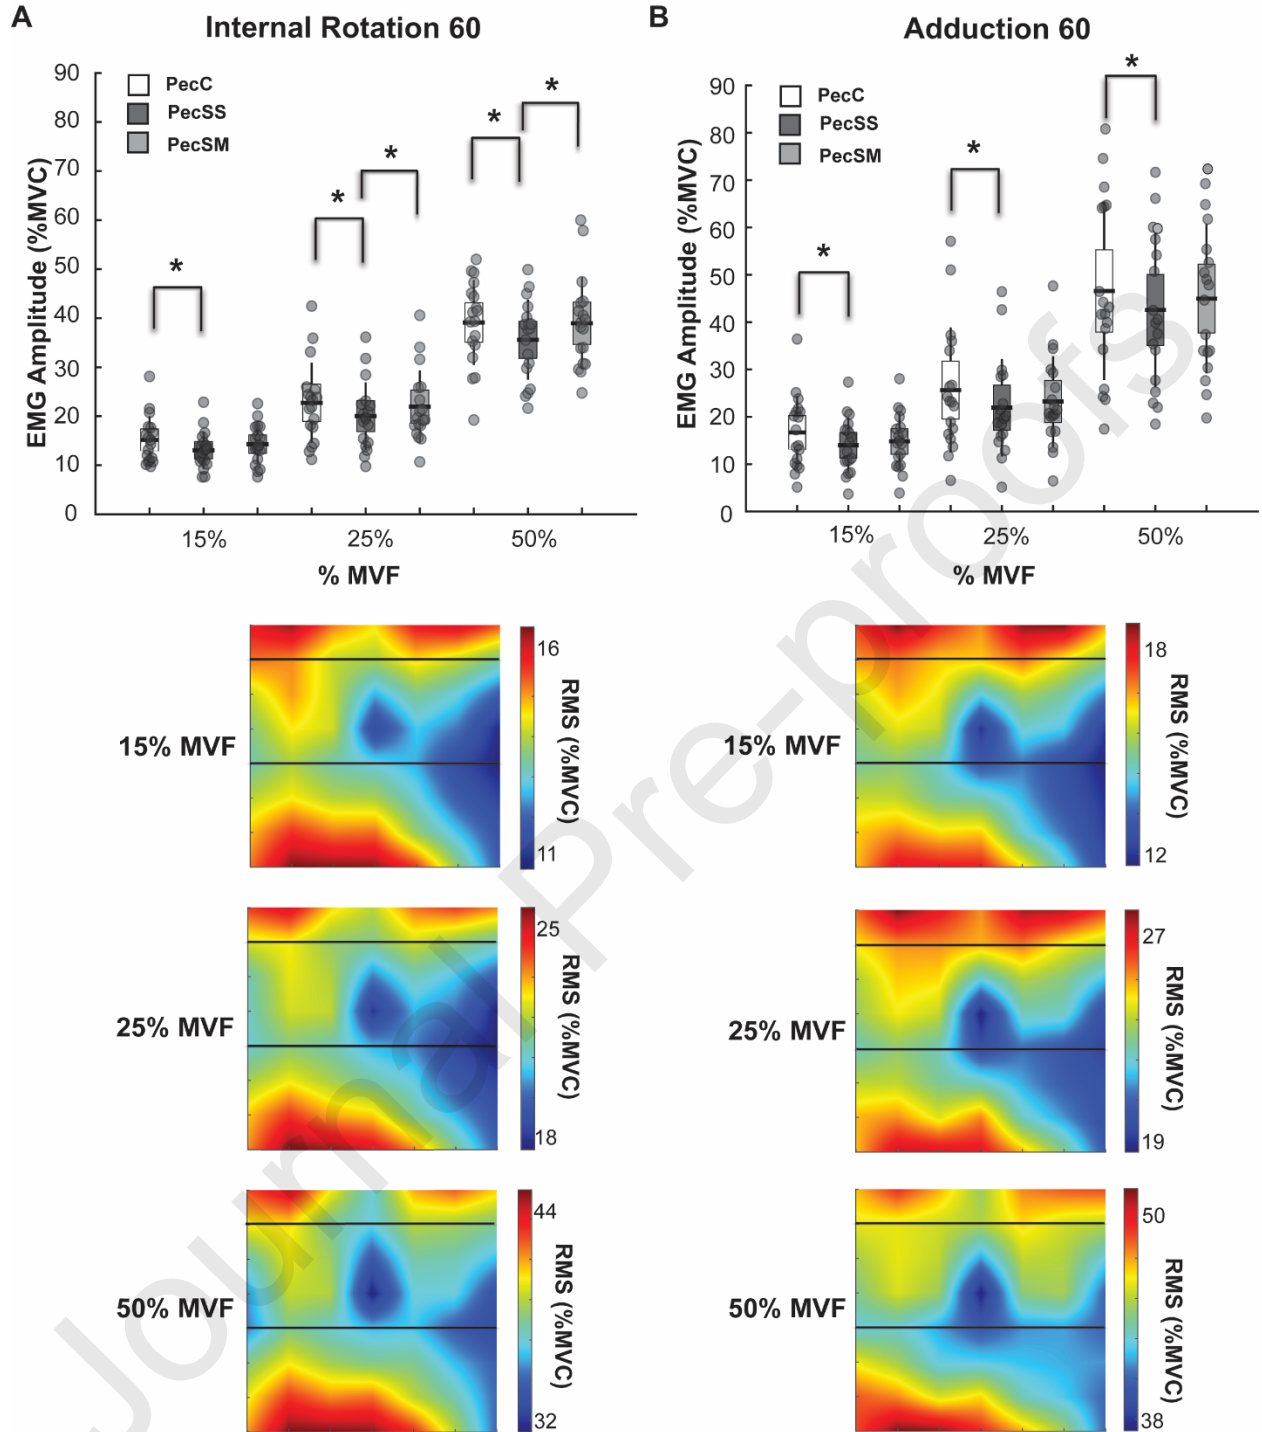 A
Internal Rotation 60
EMG Amplitude (%MVC)
90
80
70
60
50
40
30
20
10
0
PecC
PecSS
PecSM
*
*
*
*
*
15%
25%
50%
% MVF
15% MVF
16
11
RMS (%MVC)
25% MVF
25
18
RMS (%MVC)
50% MVF
44
32
RMS (%MVC)
B
Adduction 60
EMG Amplitude (%MVC)
90
80
70
60
50
40
30
20
10
0
PecC
PecSS
PecSM
*
*
*
15%
25%
50%
% MVF
15% MVF
18
12
RMS (%MVC)
25% MVF
27
19
RMS (%MVC)
50% MVF
50
38
RMS (%MVC)
Journal Pre-proofs